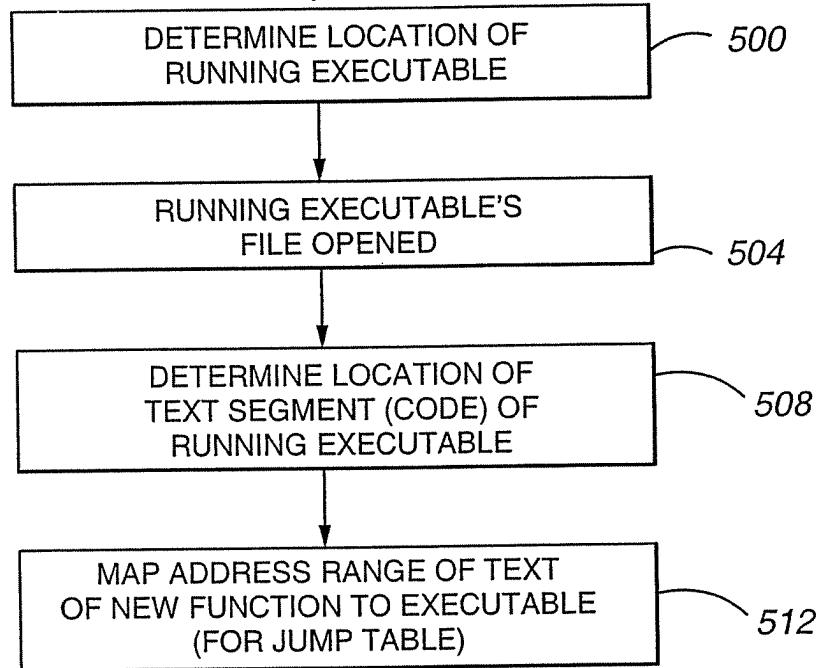 DETERMINE LOCATION OF
RUNNING EXECUTABLE
500
RUNNING EXECUTABLE'S
FILE OPENED
504
DETERMINE LOCATION OF
TEXT SEGMENT (CODE) OF
RUNNING EXECUTABLE
508
MAP ADDRESS RANGE OF TEXT
OF NEW FUNCTION TO EXECUTABLE
(FOR JUMP TABLE)
512